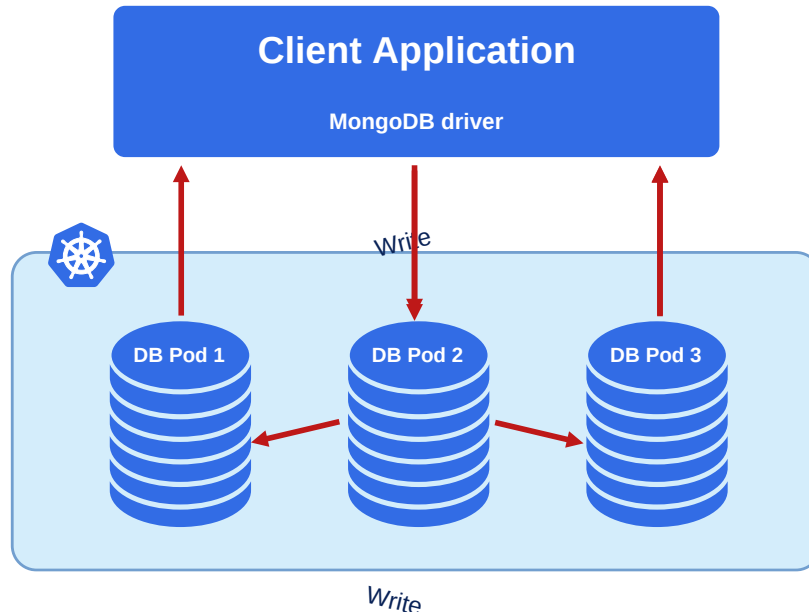 Client Application
MongoDB driver
Write
DB Pod 1
DB Pod 2
DB Pod 3
Write